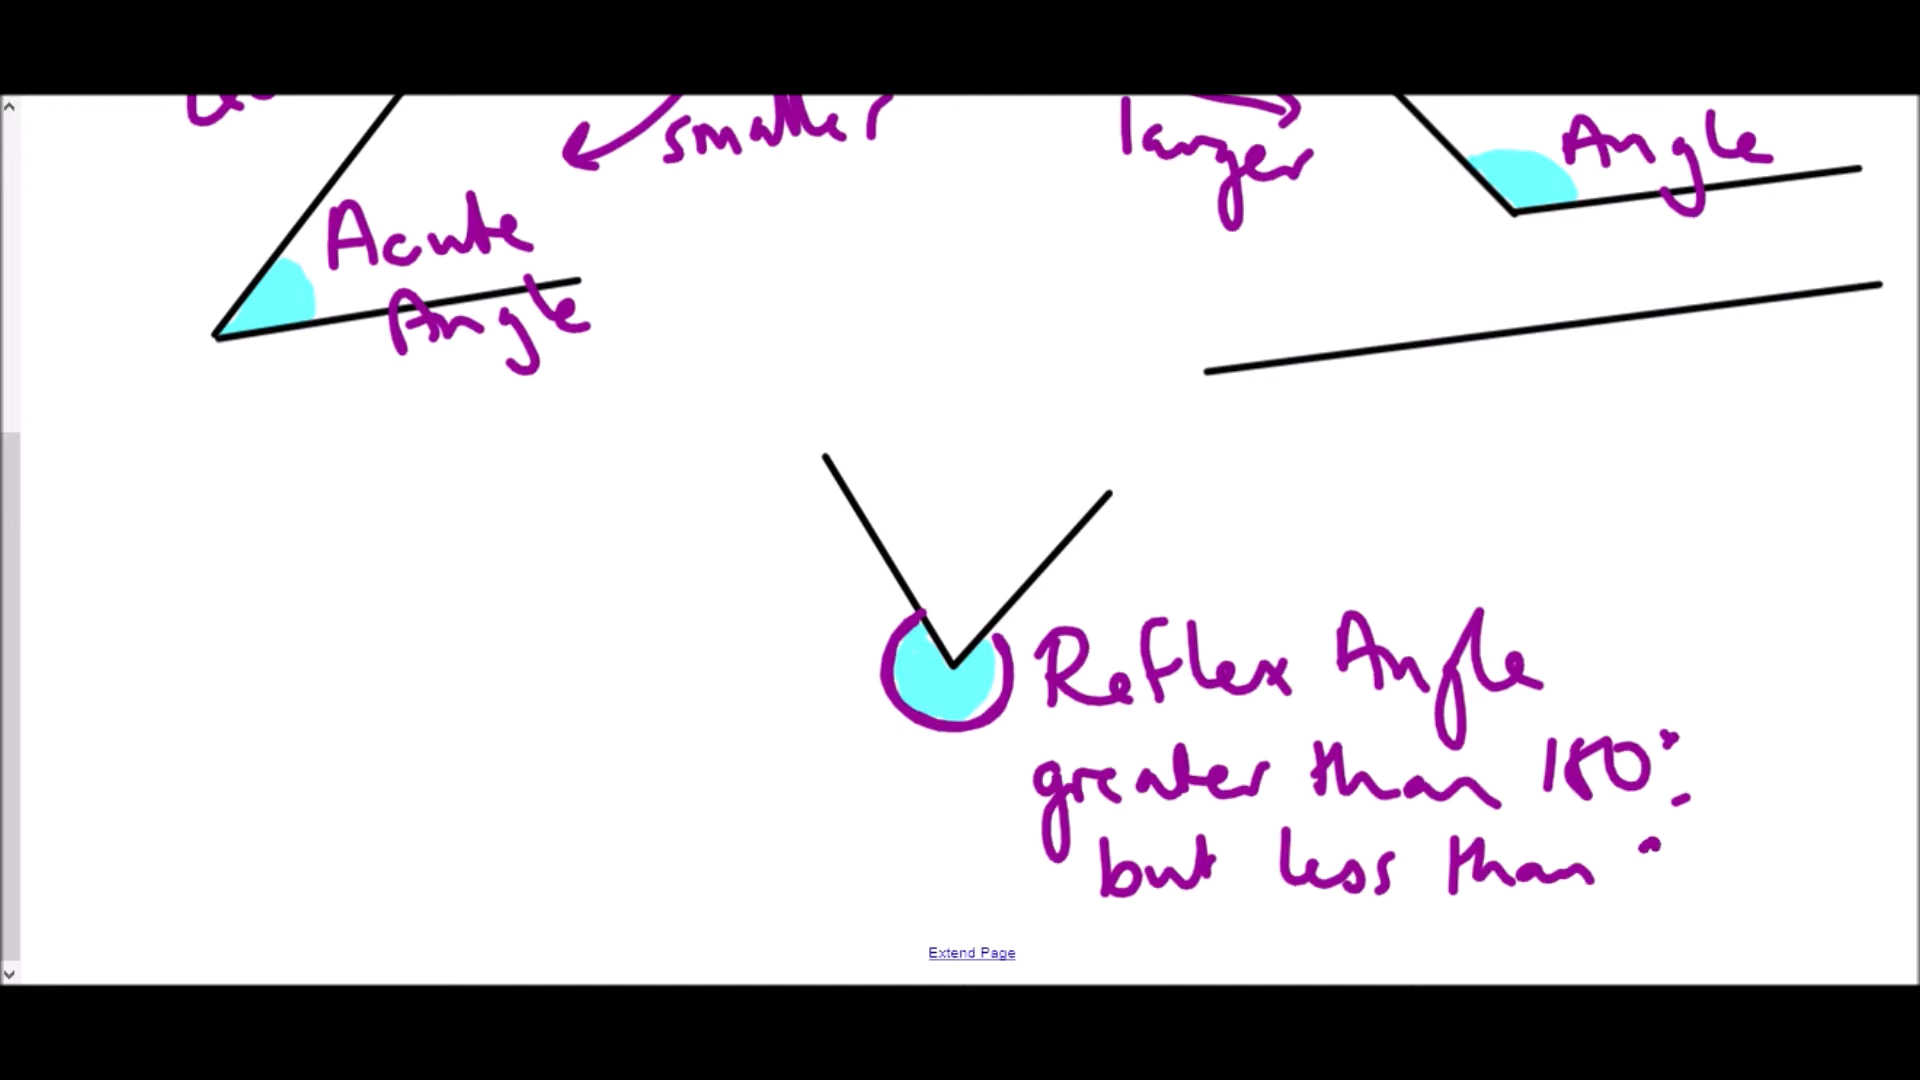 smaller
larger
Angle
Acute
Angle
Reflex Angle
greater than 180°
but less than
Extend Page